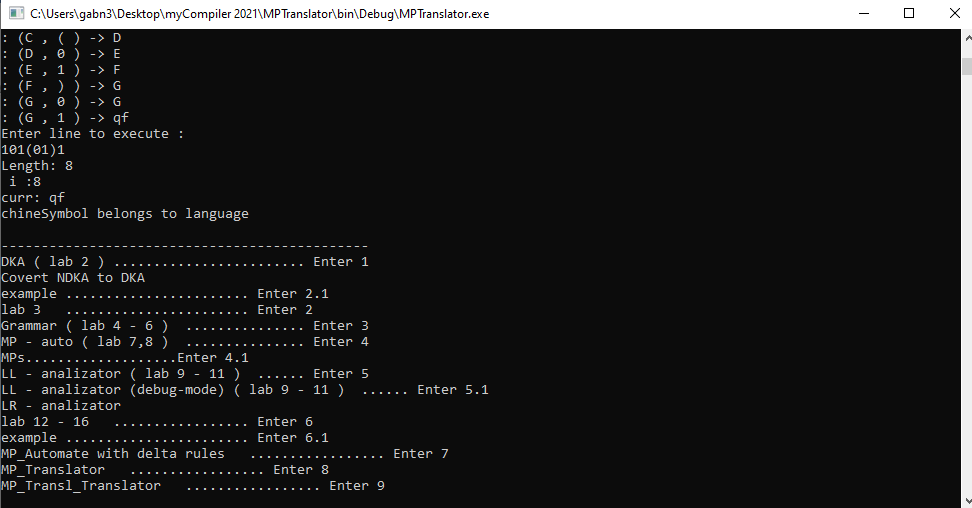 C:\Users\gabn3\Desktop\myCompiler 2021\MPTranslator\bin\Debug\MPTranslator.exe
: (C , ( ) -> D
: (D , 0 ) -> E
: (E , 1 ) -> F
: (F , ) ) -> G
: (G , 0 ) -> G
: (G , 1 ) -> qf
Enter line to execute :
101(01)1
Length: 8
 i :8
curr: qf
chineSymbol belongs to language
----------------------------------------------
DKA ( lab 2 ) ........................ Enter 1
Covert NDKA to DKA
example ....................... Enter 2.1
lab 3   ....................... Enter 2
Grammar ( lab 4 - 6 )  ............... Enter 3
MP - auto ( lab 7,8 )  ............... Enter 4
MPs...................Enter 4.1
LL - analizator ( lab 9 - 11 )  ...... Enter 5
LL - analizator (debug-mode) ( lab 9 - 11 )  ...... Enter 5.1
LR - analizator
lab 12 - 16   ................. Enter 6
example ....................... Enter 6.1
MP_Automate with delta rules   ................. Enter 7
MP_Translator   ................. Enter 8
MP_Transl_Translator   ................. Enter 9